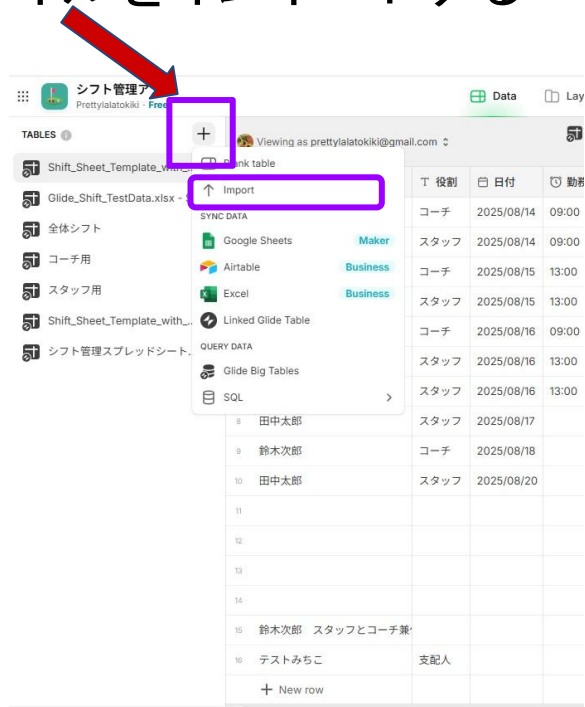 シフト管理ア
Prettylalatokiki · Free
Data
Lay
TABLES
Viewing as prettylalatokiki@gmail.com
Shift_Sheet_Template_with_..
Glide_Shift_TestData.xlsx - S
全体シフト
コーチ用
スタッフ用
Shift_Sheet_Template_with_..
シフト管理スプレッドシート.
Blank table
Import
SYNC DATA
Google Sheets Maker
Airtable Business
Excel Business
Linked Glide Table
QUERY DATA
Glide Big Tables
SQL
T 役割 日付 勤務
コーチ 2025/08/14 09:00
スタッフ 2025/08/14 09:00
コーチ 2025/08/15 13:00
スタッフ 2025/08/15 13:00
コーチ 2025/08/16 09:00
スタッフ 2025/08/16 13:00
スタッフ 2025/08/16 13:00
8 田中太郎 スタッフ 2025/08/17
9 鈴木次郎 コーチ 2025/08/18
10 田中太郎 スタッフ 2025/08/20
11
12
13
14
15 鈴木次郎 スタッフとコーチ兼
16 テストみちこ 支配人
+ New row